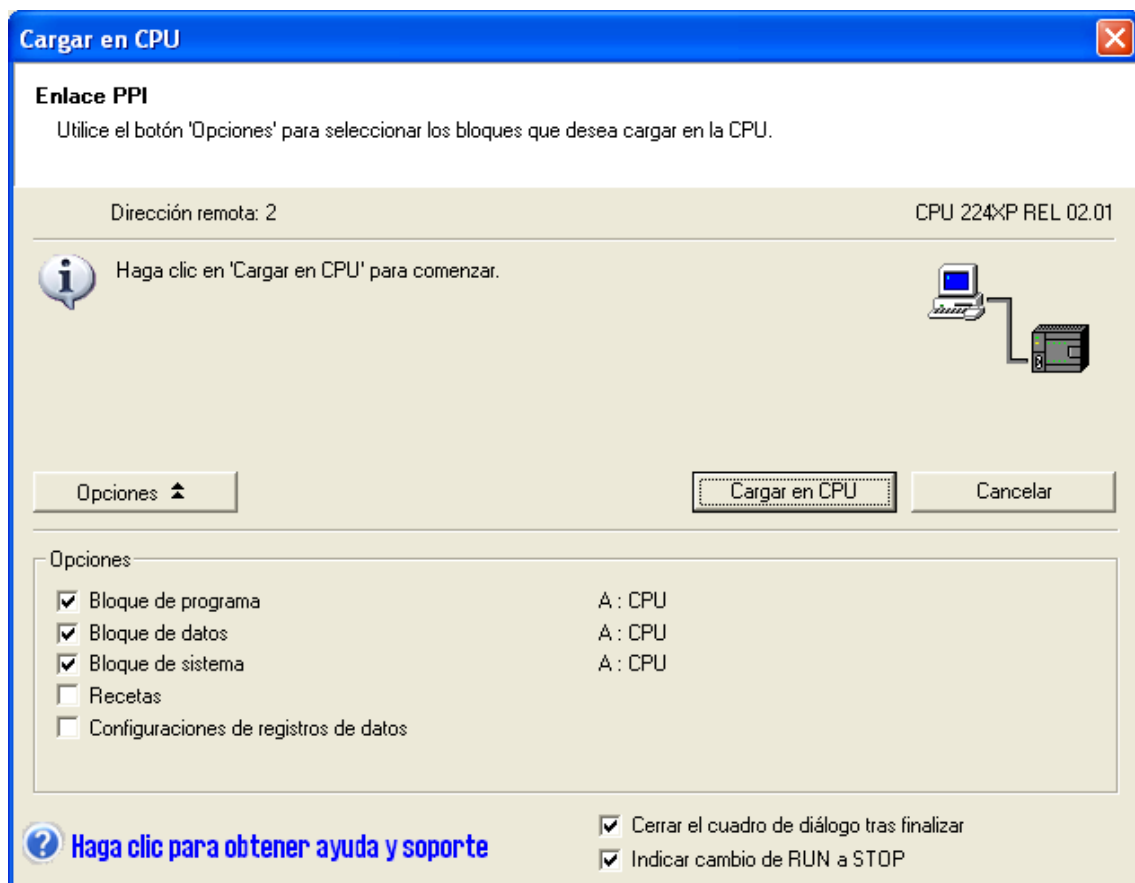 Cargar en CPU
Enlace PPI
Utilice el botón 'Opciones' para seleccionar los bloques que desea cargar en la CPU.
Dirección remota: 2
CPU 224XP REL 02.01
Haga clic en 'Cargar en CPU' para comenzar.
Opciones
Cargar en CPU
Cancelar
Opciones
Bloque de programa
A : CPU
Bloque de datos
A : CPU
Bloque de sistema
A : CPU
Recetas
Configuraciones de registros de datos
Haga clic para obtener ayuda y soporte
Cerrar el cuadro de diálogo tras finalizar
Indicar cambio de RUN a STOP